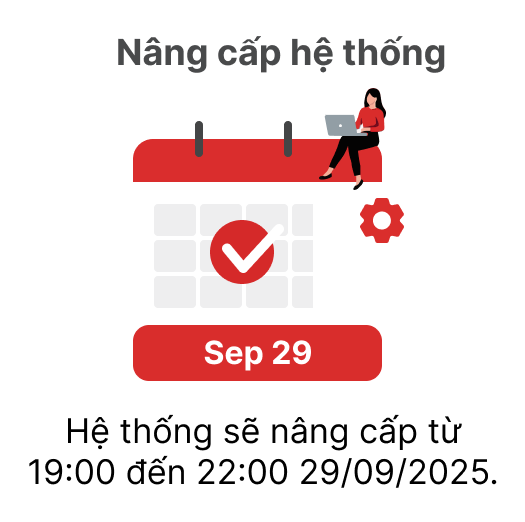 Nâng cấp hệ thống
Sep 29
Hệ thống sẽ nâng cấp từ
19:00 đến 22:00 29/09/2025.